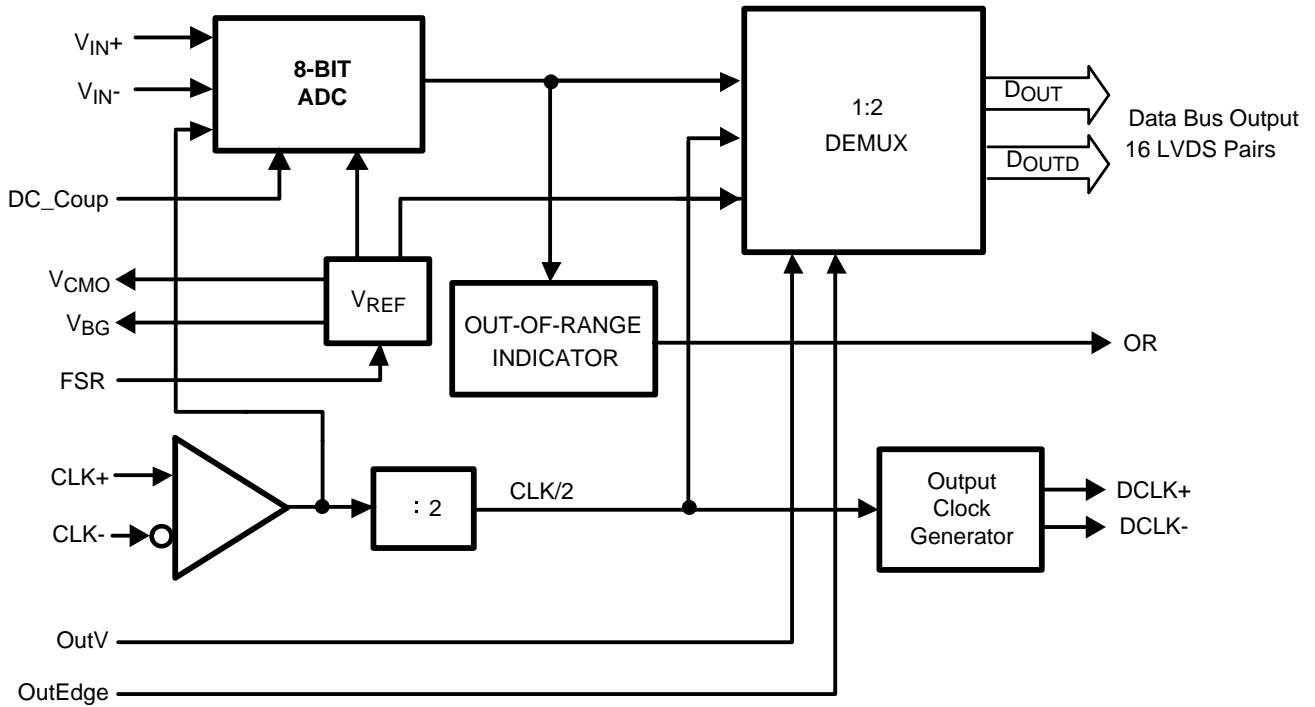 V_IN+
V_IN-
8-BIT
ADC
1:2
DEMUX
D_OUT
D_OUTD
Data Bus Output
16 LVDS Pairs
DC_Coup
V_CMO
V_BG
V_REF
OUT-OF-RANGE
INDICATOR
OR
FSR
CLK+
CLK-
: 2
CLK/2
Output
Clock
Generator
DCLK+
DCLK-
OutV
OutEdge